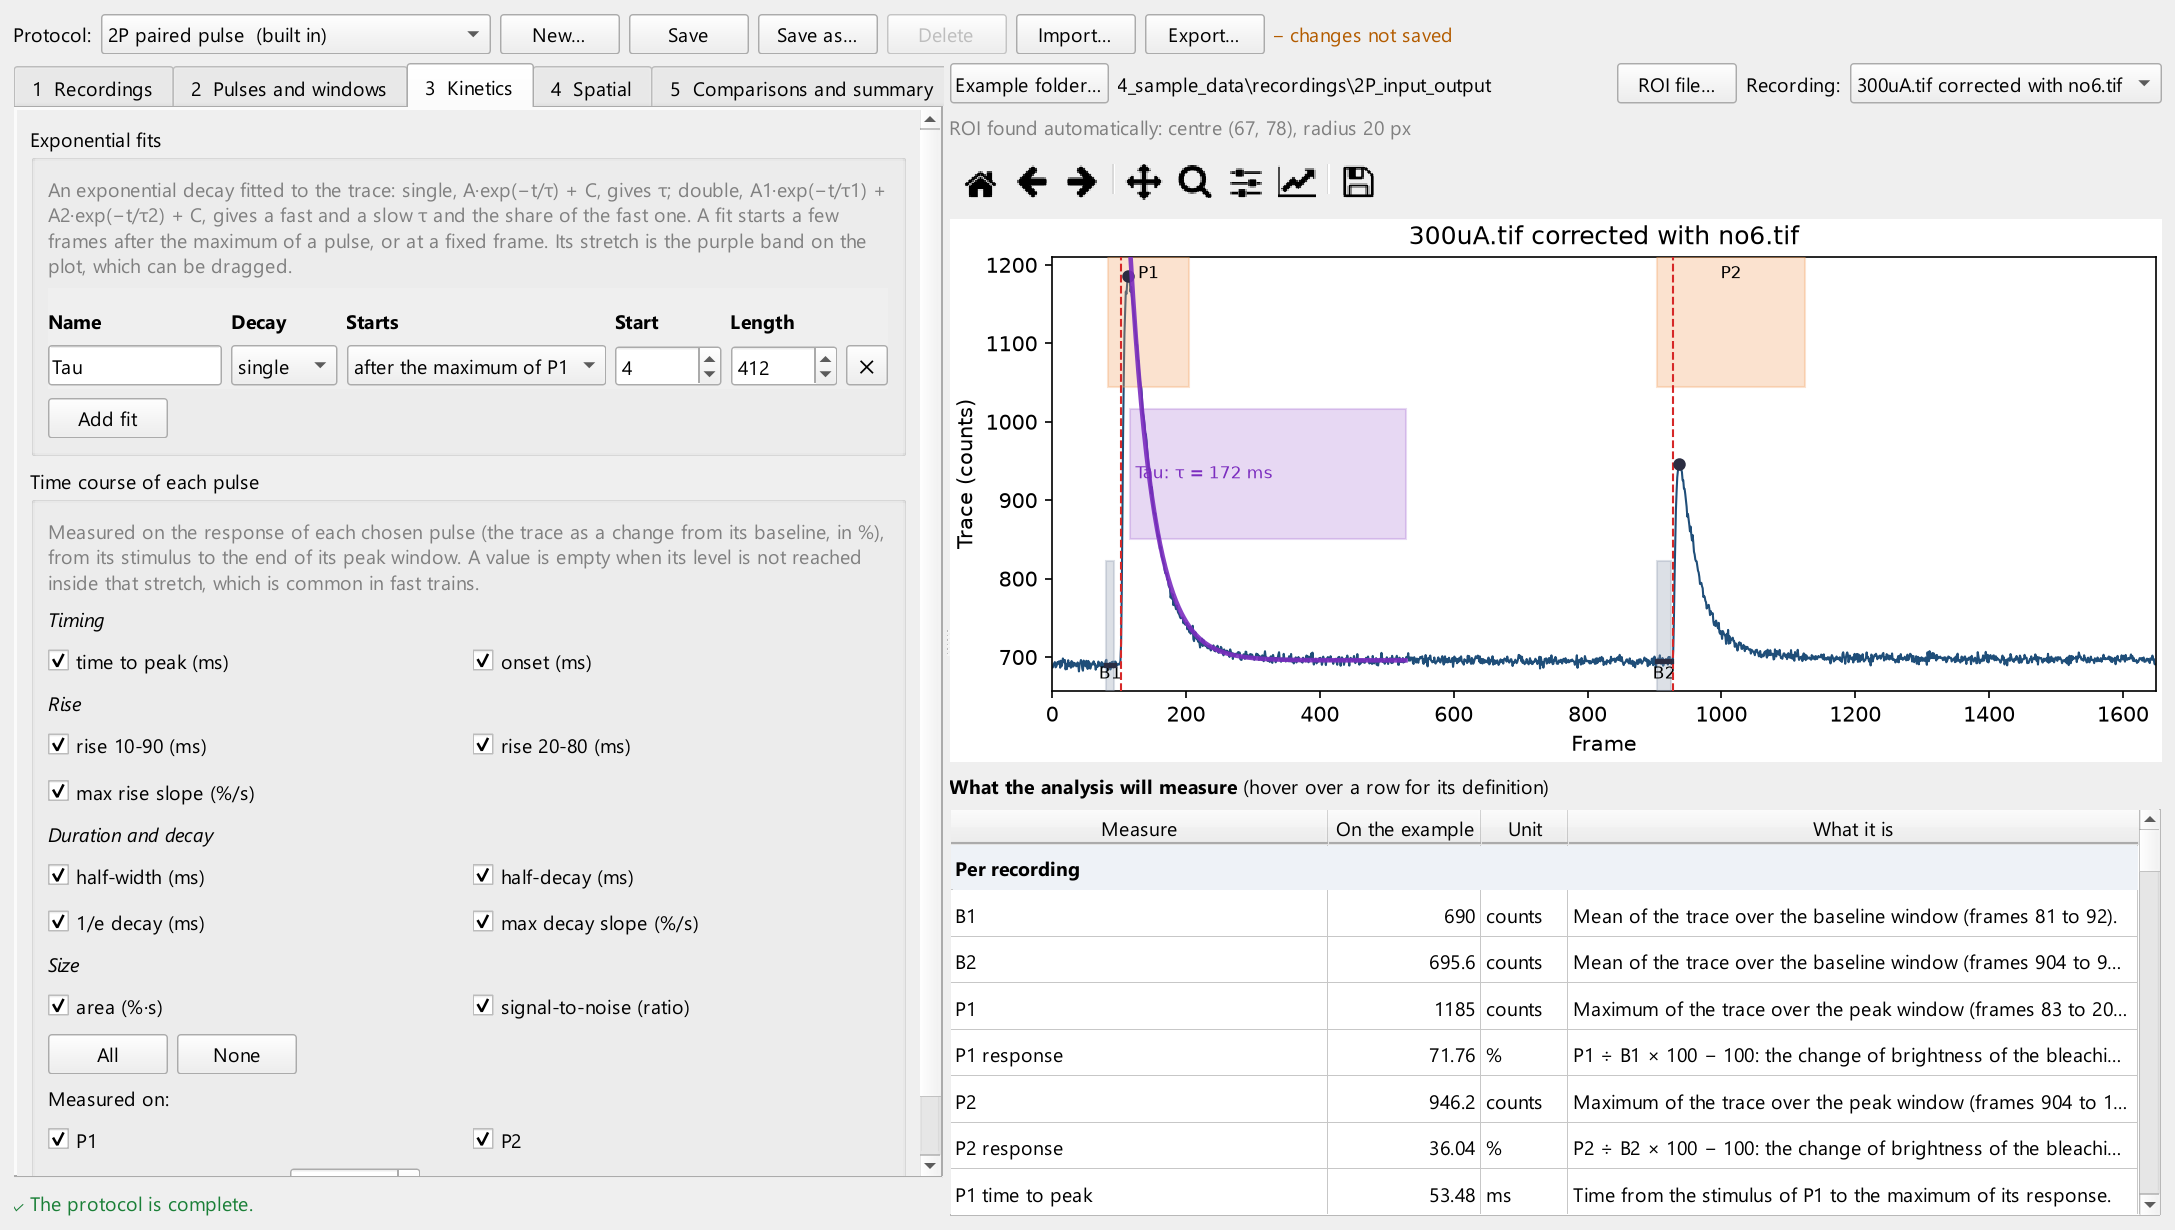 Protocol: 2P paired pulse (built in) New... Save Save as... Delete Import... Export... – changes not saved
1 Recordings 2 Pulses and windows 3 Kinetics 4 Spatial 5 Comparisons and summary
Example folder... 4_sample_data\recordings\2P_input_output ROI file... Recording: 300uA.tif corrected with no6.tif
ROI found automatically: centre (67, 78), radius 20 px
Exponential fits
An exponential decay fitted to the trace: single, A·exp(−t/τ) + C, gives τ; double, A1·exp(−t/τ1) +
A2·exp(−t/τ2) + C, gives a fast and a slow τ and the share of the fast one. A fit starts a few
frames after the maximum of a pulse, or at a fixed frame. Its stretch is the purple band on the
plot, which can be dragged.
Name Decay Starts Start Length
Tau single after the maximum of P1 4 412 ×
Add fit
Time course of each pulse
Measured on the response of each chosen pulse (the trace as a change from its baseline, in %),
from its stimulus to the end of its peak window. A value is empty when its level is not reached
inside that stretch, which is common in fast trains.
Timing
time to peak (ms) onset (ms)
Rise
rise 10-90 (ms) rise 20-80 (ms)
max rise slope (%/s)
Duration and decay
half-width (ms) half-decay (ms)
1/e decay (ms) max decay slope (%/s)
Size
area (%·s) signal-to-noise (ratio)
All None
Measured on:
P1 P2
✓ The protocol is complete.
300uA.tif corrected with no6.tif
1200
1100
1000
900
800
700
Trace (counts)
P1 P2
Tau: τ = 172 ms
B1 B2
0 200 400 600 800 1000 1200 1400 1600
Frame
What the analysis will measure (hover over a row for its definition)
Measure On the example Unit What it is
Per recording
B1 690 counts Mean of the trace over the baseline window (frames 81 to 92).
B2 695.6 counts Mean of the trace over the baseline window (frames 904 to 9...
P1 1185 counts Maximum of the trace over the peak window (frames 83 to 20...
P1 response 71.76 % P1 ÷ B1 × 100 − 100: the change of brightness of the bleachi...
P2 946.2 counts Maximum of the trace over the peak window (frames 904 to 1...
P2 response 36.04 % P2 ÷ B2 × 100 − 100: the change of brightness of the bleachi...
P1 time to peak 53.48 ms Time from the stimulus of P1 to the maximum of its response.